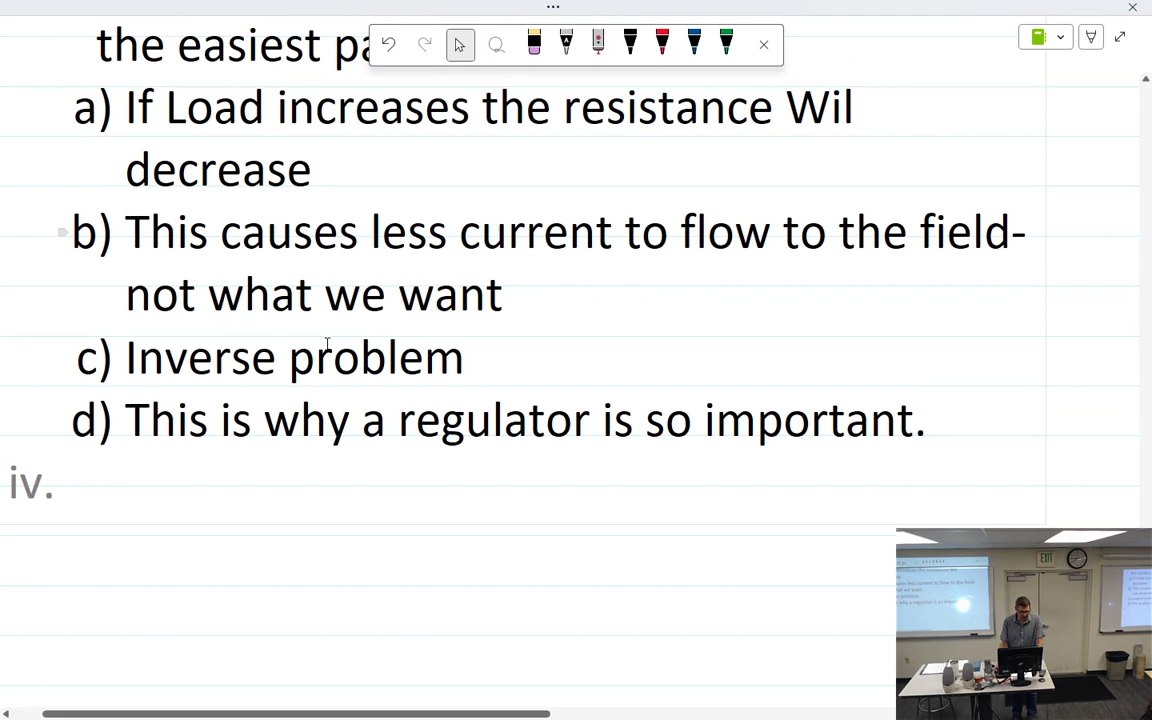 the easiest pa
a) If Load increases the resistance Wil
decrease
b) This causes less current to flow to the field-
not what we want
c) Inverse problem
d) This is why a regulator is so important.
iv.
EXIT